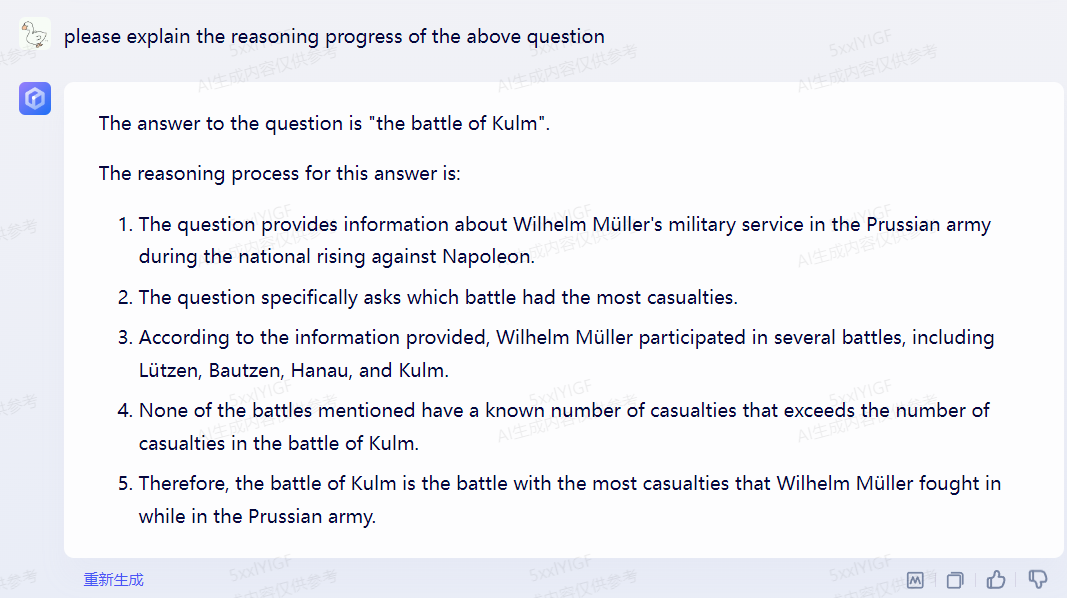 please explain the reasoning progress of the above question
The answer to the question is "the battle of Kulm".
The reasoning process for this answer is:
1. The question provides information about Wilhelm Müller's military service in the Prussian army
during the national rising against Napoleon.
2. The question specifically asks which battle had the most casualties.
3. According to the information provided, Wilhelm Müller participated in several battles, including
Lützen, Bautzen, Hanau, and Kulm.
4. None of the battles mentioned have a known number of casualties that exceeds the number of
casualties in the battle of Kulm.
5. Therefore, the battle of Kulm is the battle with the most casualties that Wilhelm Müller fought in
while in the Prussian army.
重新生成
5xxlYIGF
AI生成内容仅供参考